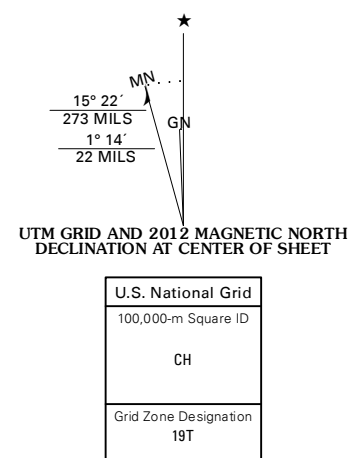 ★
MN
15° 22´
273 MILS
GN
1° 14´
22 MILS
UTM GRID AND 2012 MAGNETIC NORTH
DECLINATION AT CENTER OF SHEET
U.S. National Grid
100,000-m Square ID
CH
Grid Zone Designation
19T